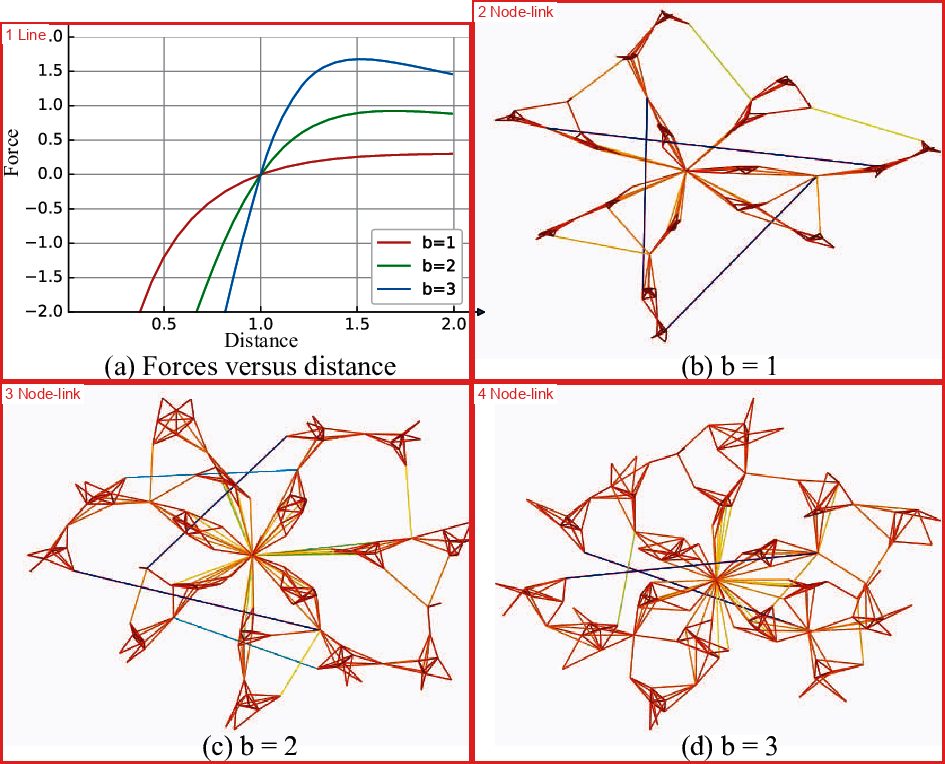 1 Line
.0
1.5
1.0
0.5
0.0
−0.5
−1.0
−1.5
−2.0
Force
b=1
b=2
b=3
0.5 1.0 1.5 2.0
Distance
(a) Forces versus distance
2 Node-link
(b) b = 1
3 Node-link
(c) b = 2
4 Node-link
(d) b = 3